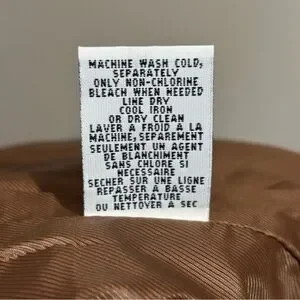 MACHINE WASH COLD,
SEPARATELY
ONLY NON-CHLORINE
BLEACH WHEN NEEDED
LINE DRY
COOL IRON
OR DRY CLEAN
LAVER A FROID A LA
MACHINE, SEPAREMENT
SEULEMENT UN AGENT
DE BLANCHIMENT
SANS CHLORE SI
NECESSAIRE
SECHER SUR UNE LIGNE
REPASSER A BASSE
TEMPERATURE
OU NETTOYER A SEC